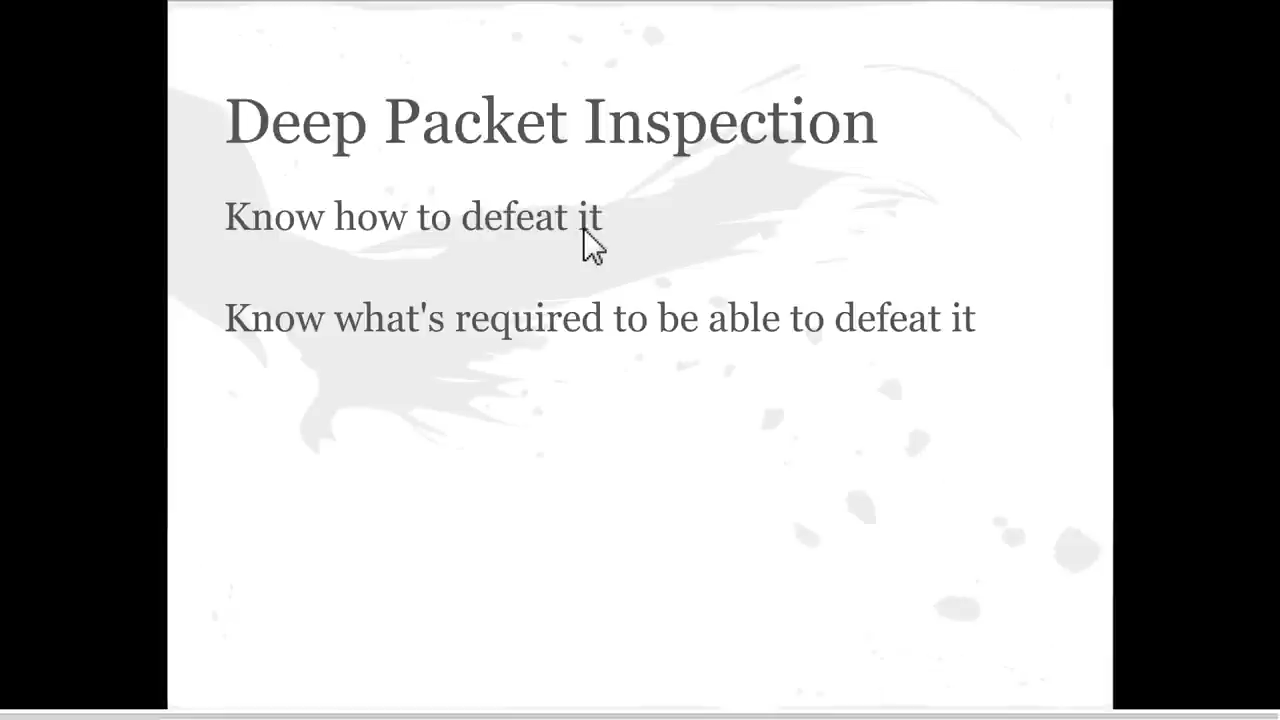 Deep Packet Inspection
Know how to defeat it
Know what's required to be able to defeat it